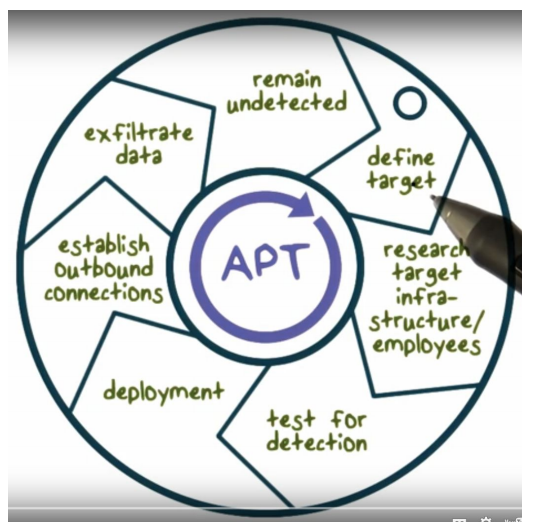 remain
undetected
define
target
research
target
infra-
structure/
employees
test for
detection
deployment
establish
outbound
connections
exfiltrate
data
APT